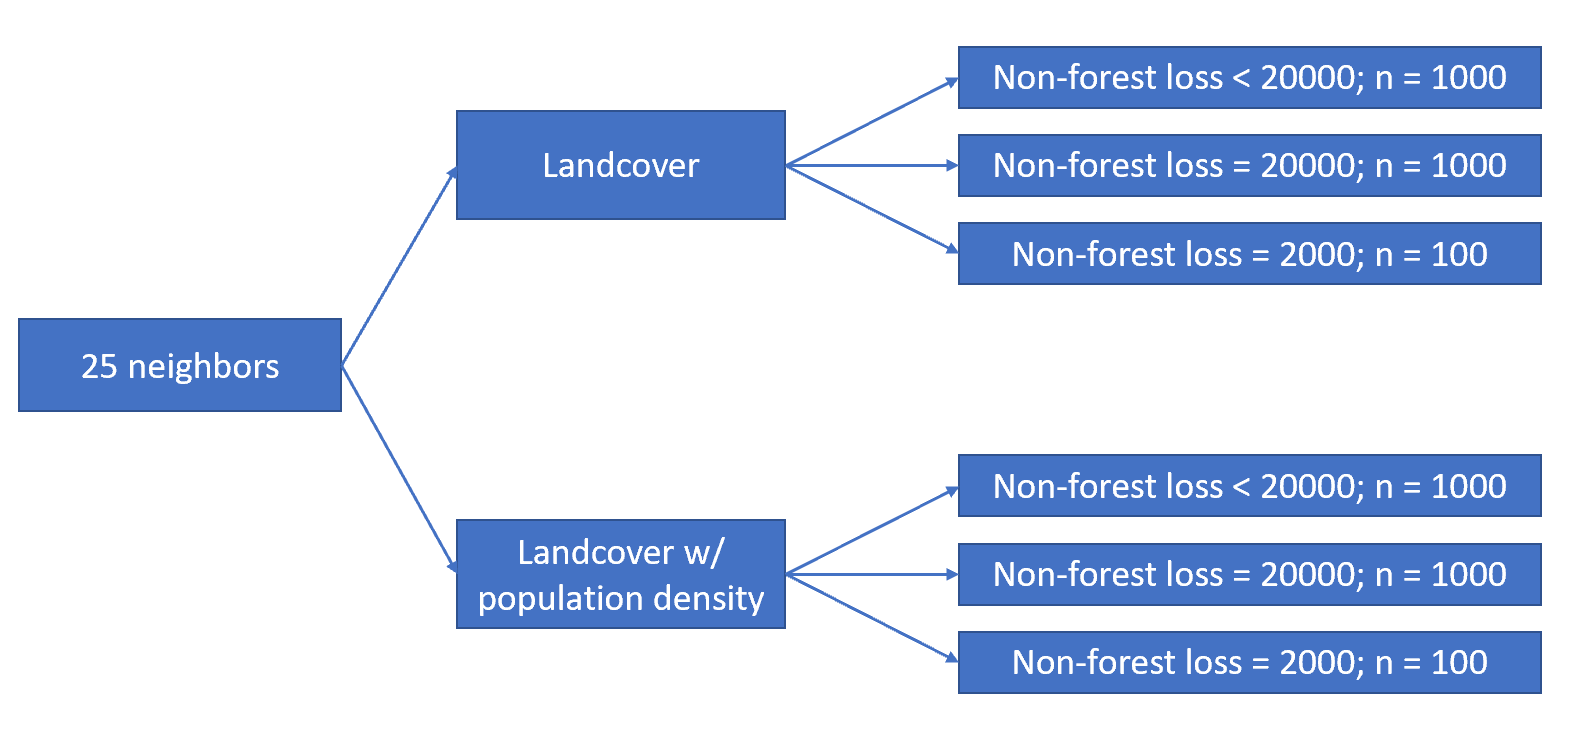 25 neighbors
Landcover
Non-forest loss < 20000; n = 1000
Non-forest loss = 20000; n = 1000
Non-forest loss = 2000; n = 100
Landcover w/
population density
Non-forest loss < 20000; n = 1000
Non-forest loss = 20000; n = 1000
Non-forest loss = 2000; n = 100